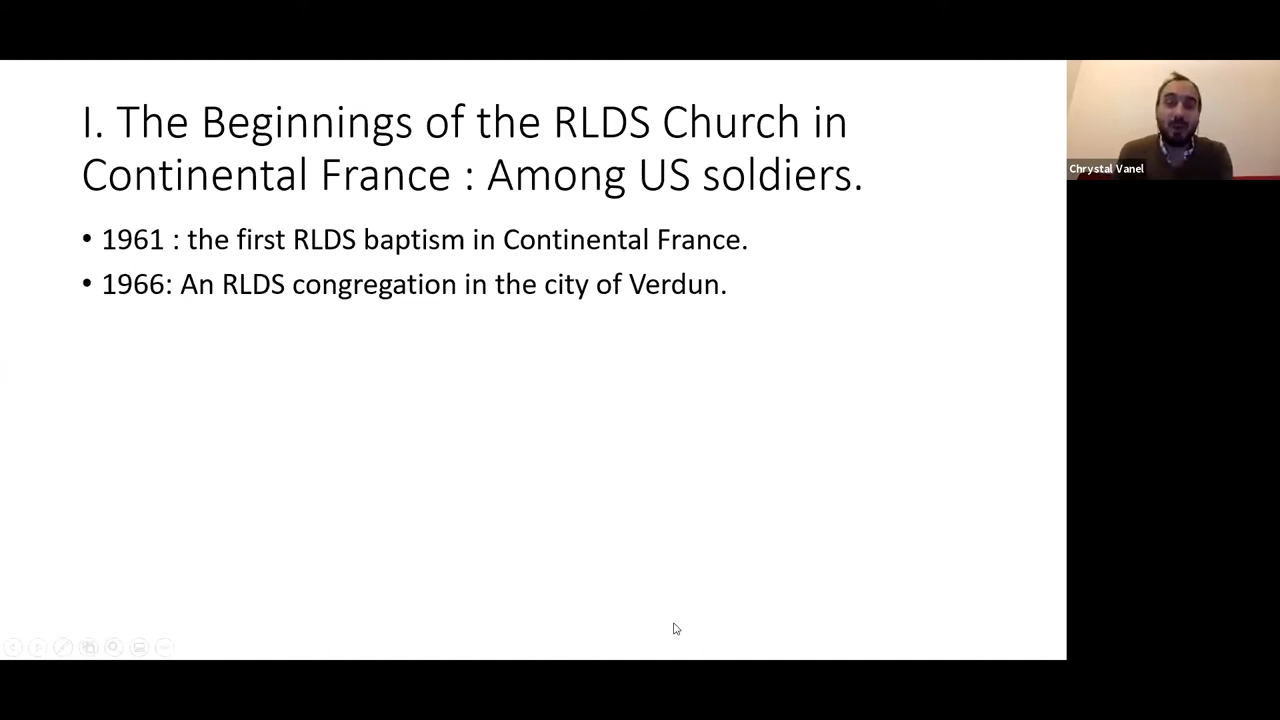 I. The Beginnings of the RLDS Church in
Continental France : Among US soldiers.
• 1961 : the first RLDS baptism in Continental France.
• 1966: An RLDS congregation in the city of Verdun.
Chrystal Vanel